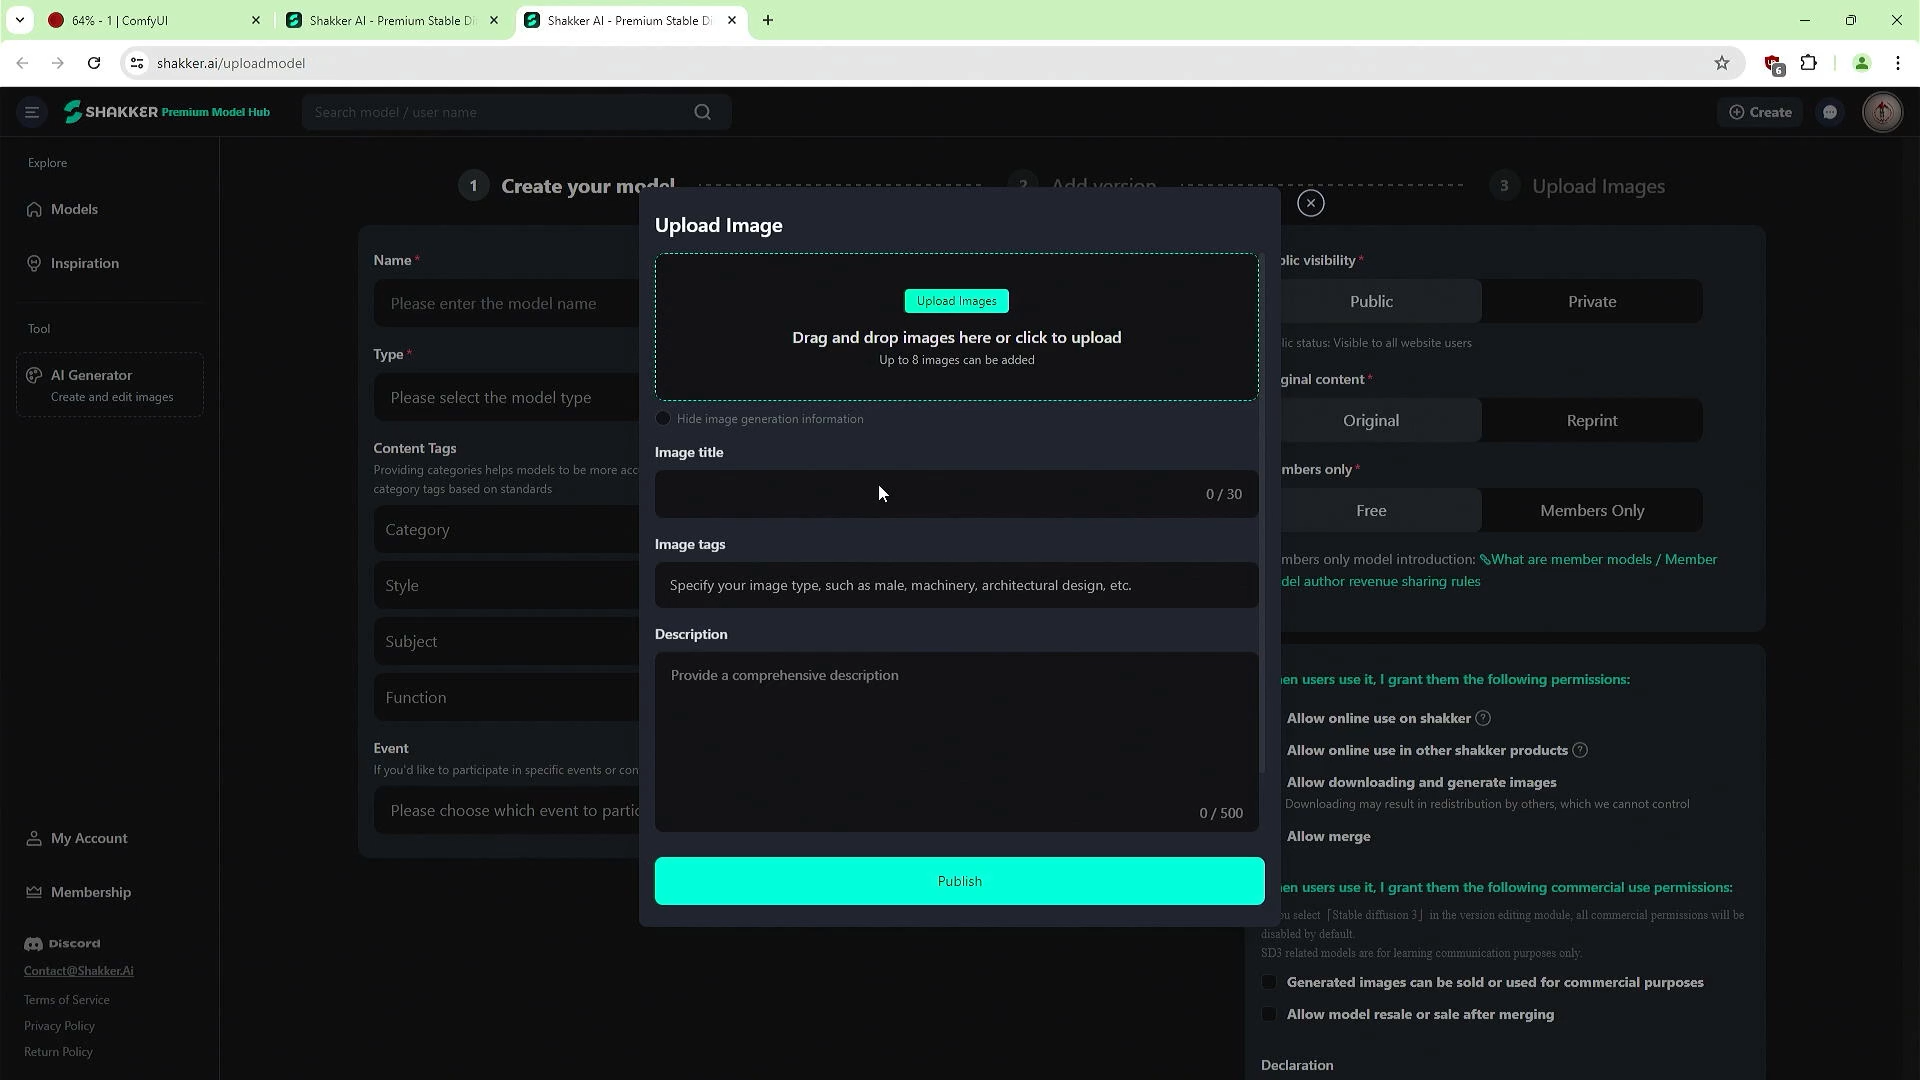 64% - 1 | ComfyUI
Shakker AI - Premium Stable Di
Shakker AI - Premium Stable Di
shakker.ai/uploadmodel
6
SHAKKER Premium Model Hub
Search model / user name
Create
Explore
Models
Inspiration
Tool
AI Generator
Create and edit images
My Account
Membership
Discord
Contact@Shakker.Ai
Terms of Service
Privacy Policy
Return Policy
1 Create your model
2 Add version
3 Upload Images
Name *
Please enter the model name
Type *
Please select the model type
Content Tags
Providing categories helps models to be more acc
category tags based on standards
Category
Style
Subject
Function
Event
If you'd like to participate in specific events or con
Please choose which event to partic
Upload Image
Upload Images
Drag and drop images here or click to upload
Up to 8 images can be added
Hide image generation information
Image title
0 / 30
Image tags
Specify your image type, such as male, machinery, architectural design, etc.
Description
Provide a comprehensive description
0 / 500
Publish
blic visibility *
Public
Private
lic status: Visible to all website users
ginal content *
Original
Reprint
mbers only *
Free
Members Only
mbers only model introduction: What are member models / Member
del author revenue sharing rules
en users use it, I grant them the following permissions:
Allow online use on shakker ?
Allow online use in other shakker products ?
Allow downloading and generate images
Downloading may result in redistribution by others, which we cannot control
Allow merge
en users use it, I grant them the following commercial use permissions:
ou select「Stable diffusion 3」in the version editing module, all commercial permissions will be
disabled by default.
SD3 related models are for learning communication purposes only.
Generated images can be sold or used for commercial purposes
Allow model resale or sale after merging
Declaration